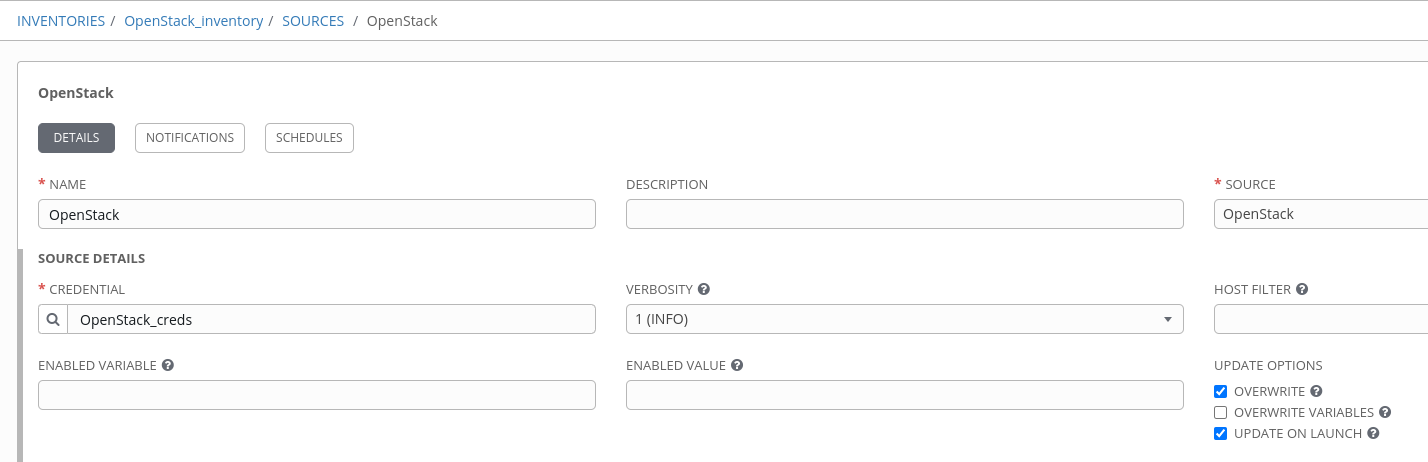 INVENTORIES / OpenStack_inventory / SOURCES / OpenStack
OpenStack
DETAILS NOTIFICATIONS SCHEDULES
* NAME DESCRIPTION * SOURCE
OpenStack OpenStack
SOURCE DETAILS
* CREDENTIAL VERBOSITY ? HOST FILTER ?
OpenStack_creds 1 (INFO)
ENABLED VARIABLE ? ENABLED VALUE ? UPDATE OPTIONS
OVERWRITE ?
OVERWRITE VARIABLES ?
UPDATE ON LAUNCH ?